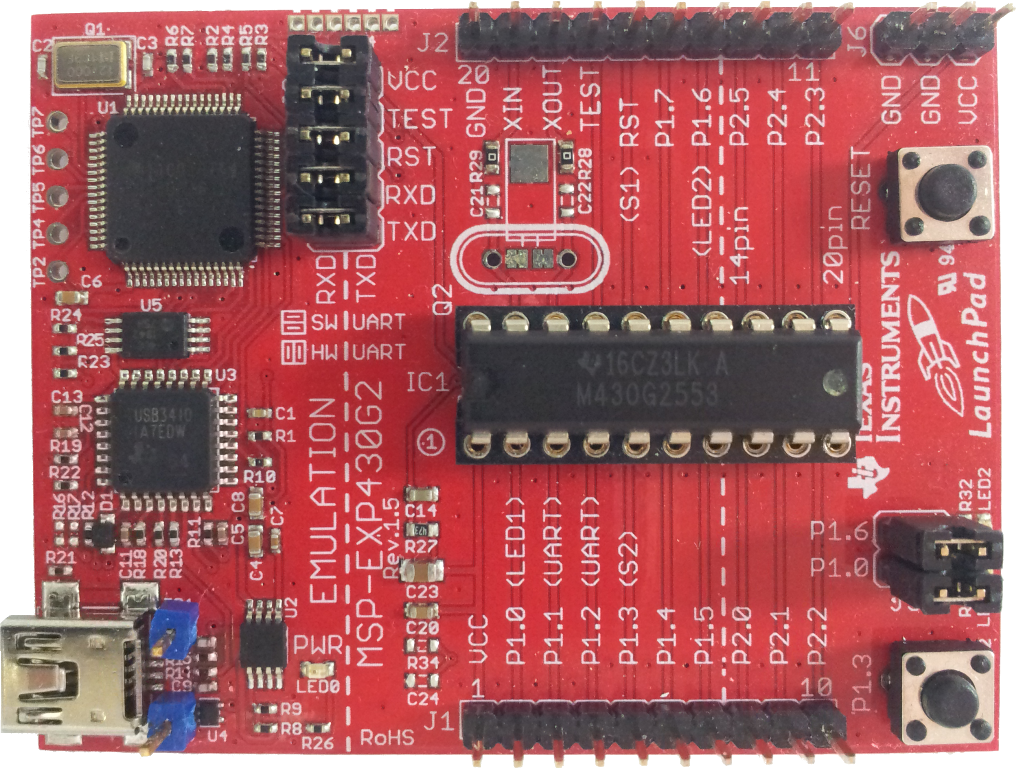 Q1
C2
C3
R6
R7
R2
R4
R5
R3
U1
TP7
TP6
TP5
TP4
TP2
VCC
TEST
RST
RXD
TXD
RXD
TXD
SW UART
HW UART
J2
20
11
GND
XIN
XOUT
TEST
(S1) RST
P1.7
(LED2) P1.6
P2.5
P2.4
P2.3
J6
GND
GND
VCC
R29
C21
R28
C22
14pin
20pin
RESET
Q2
C6
R24
R25
R23
U5
U3
C13
C12
R19
R22
USB3410
A7EDW
C1
R1
R10
IC1
16CZ3LK A
M430G2553
1
TEXAS
INSTRUMENTS
LaunchPad
R16
R17
R12
D1
R21
C11
R18
R20
R13
R11
C5
C8
C7
C4
EMULATION
MSP-EXP430G2
Rev.1.5
C14
R27
C23
C20
R34
C24
VCC
P1.0 (LED1)
P1.1 (UART)
P1.2 (UART)
P1.3 (S2)
P1.4
P1.5
P2.0
P2.1
P2.2
R32
LED2
P1.6
P1.0
P1.3
U2
PWR
LED0
U4
R9
R8
R26
RoHS
J1
1
10